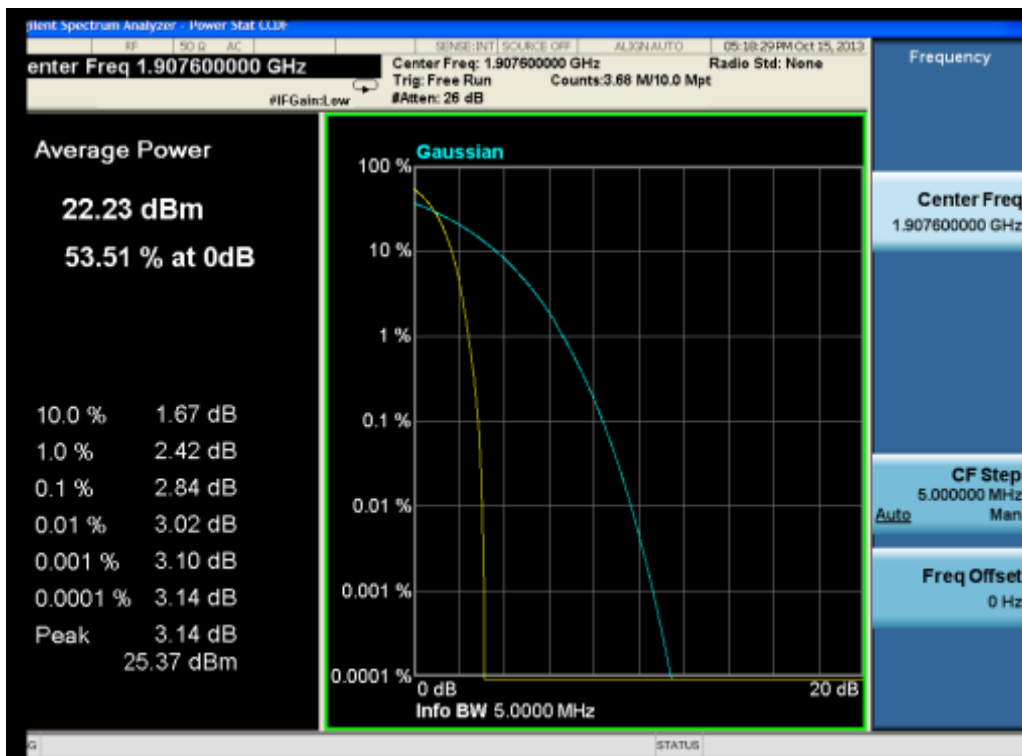 gilent Spectrum Analyzer - Power Stat CCDF
RF 50 Ω AC SENSE:INT SOURCE OFF ALIGN AUTO 05:18:29 PM Oct 15, 2013
enter Freq 1.907600000 GHz
Center Freq: 1.907600000 GHz Radio Std: None
Trig: Free Run Counts:3.68 M/10.0 Mpt
#IFGain:Low #Atten: 26 dB
Frequency
Average Power
22.23 dBm
53.51 % at 0dB
10.0 % 1.67 dB
1.0 % 2.42 dB
0.1 % 2.84 dB
0.01 % 3.02 dB
0.001 % 3.10 dB
0.0001 % 3.14 dB
Peak 3.14 dB
25.37 dBm
Gaussian
100 %
10 %
1 %
0.1 %
0.01 %
0.001 %
0.0001 %
0 dB 20 dB
Info BW 5.0000 MHz
Center Freq
1.907600000 GHz
CF Step
5.000000 MHz
Auto Man
Freq Offset
0 Hz
G STATUS